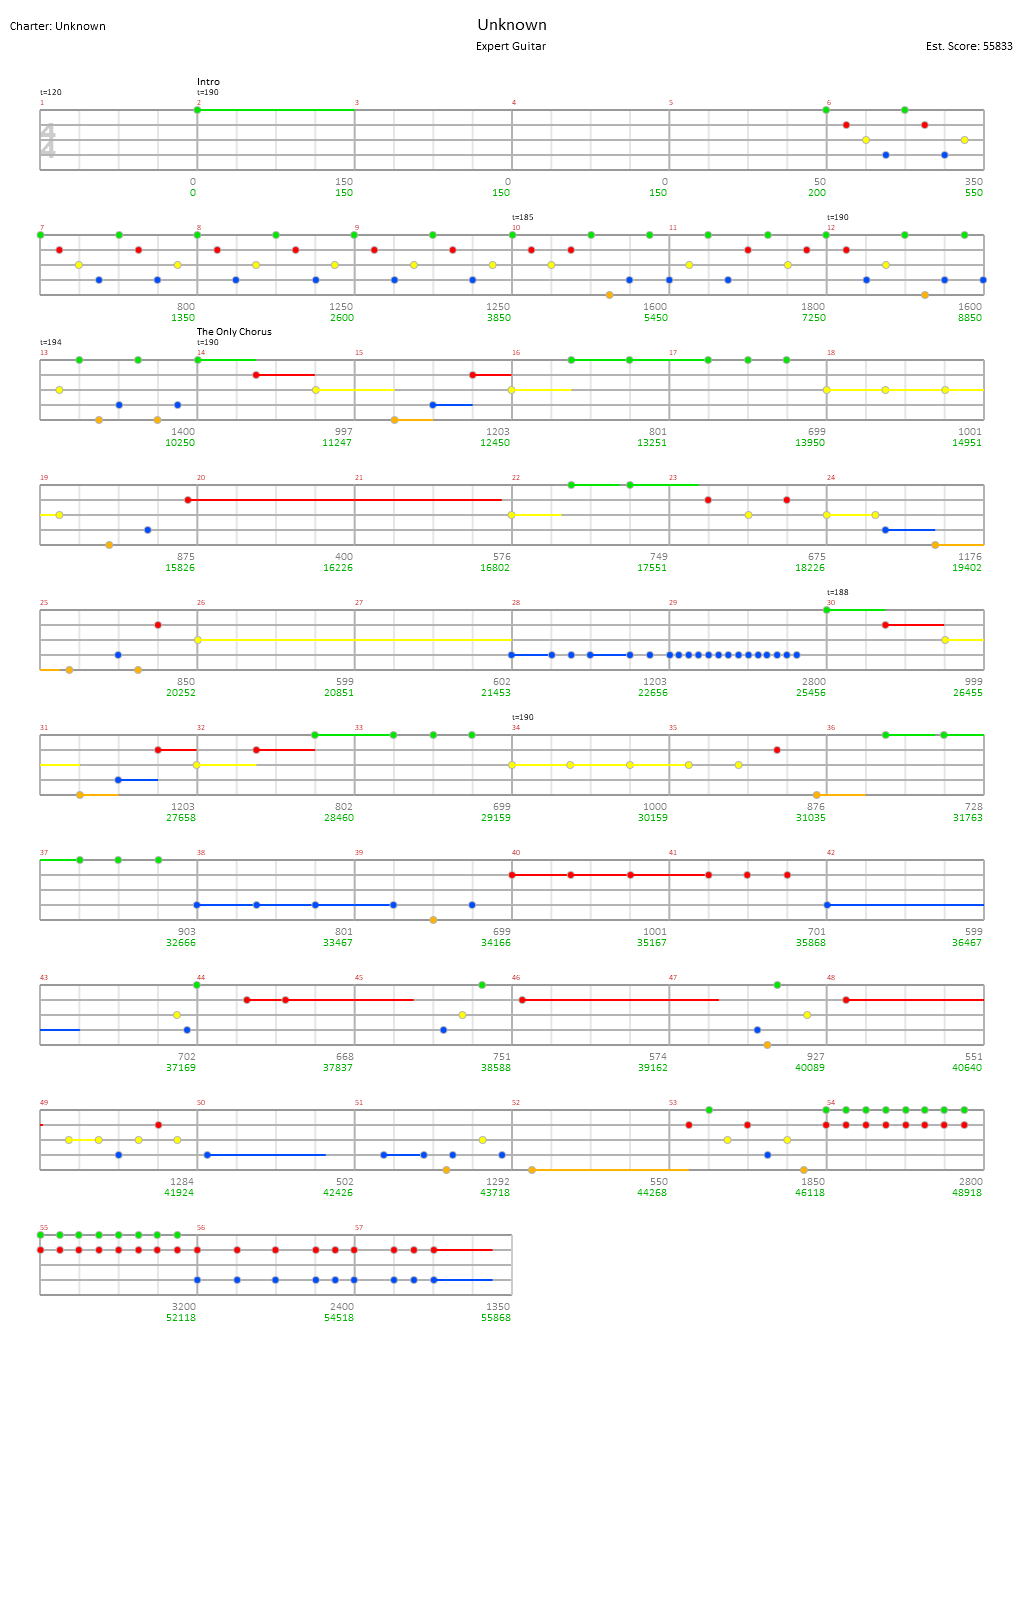 Unknown
Charter: Unknown
Expert Guitar
Est. Score: 55833
Intro
t=120 t=190
1 2 3 4 5 6
4
4
0 150 0 0 50 350
0 150 150 150 200 550
t=185 t=190
7 8 9 10 11 12
800 1250 1250 1600 1800 1600
1350 2600 3850 5450 7250 8850
The Only Chorus
t=194 t=190
13 14 15 16 17 18
1400 997 1203 801 699 1001
10250 11247 12450 13251 13950 14951
19 20 21 22 23 24
875 400 576 749 675 1176
15826 16226 16802 17551 18226 19402
t=188
25 26 27 28 29 30
850 599 602 1203 2800 999
20252 20851 21453 22656 25456 26455
t=190
31 32 33 34 35 36
1203 802 699 1000 876 728
27658 28460 29159 30159 31035 31763
37 38 39 40 41 42
903 801 699 1001 701 599
32666 33467 34166 35167 35868 36467
43 44 45 46 47 48
702 668 751 574 927 551
37169 37837 38588 39162 40089 40640
49 50 51 52 53 54
1284 502 1292 550 1850 2800
41924 42426 43718 44268 46118 48918
55 56 57
3200 2400 1350
52118 54518 55868